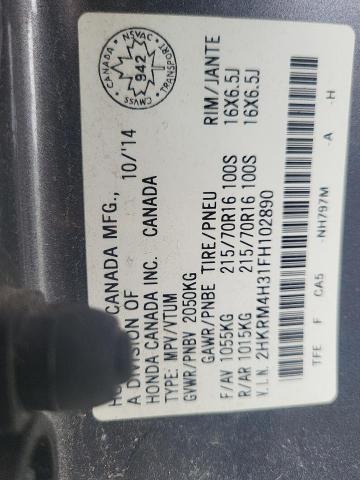 CANADA NSVAC TRANSPORT CMVSS
942
CANADA MFG., 10/'14
A DIVISION OF
HONDA CANADA INC. CANADA
TYPE: MPV/VTUM
GVWR/PNBV 2050KG
GAWR/PNBE TIRE/PNEU RIM/JANTE
F/AV 1055KG 215/70R16 100S 16X6.5J
R/AR 1015KG 215/70R16 100S 16X6.5J
V.I.N. 2HKRM4H31FH102890
TFE F CA5 -NH797M -A -H